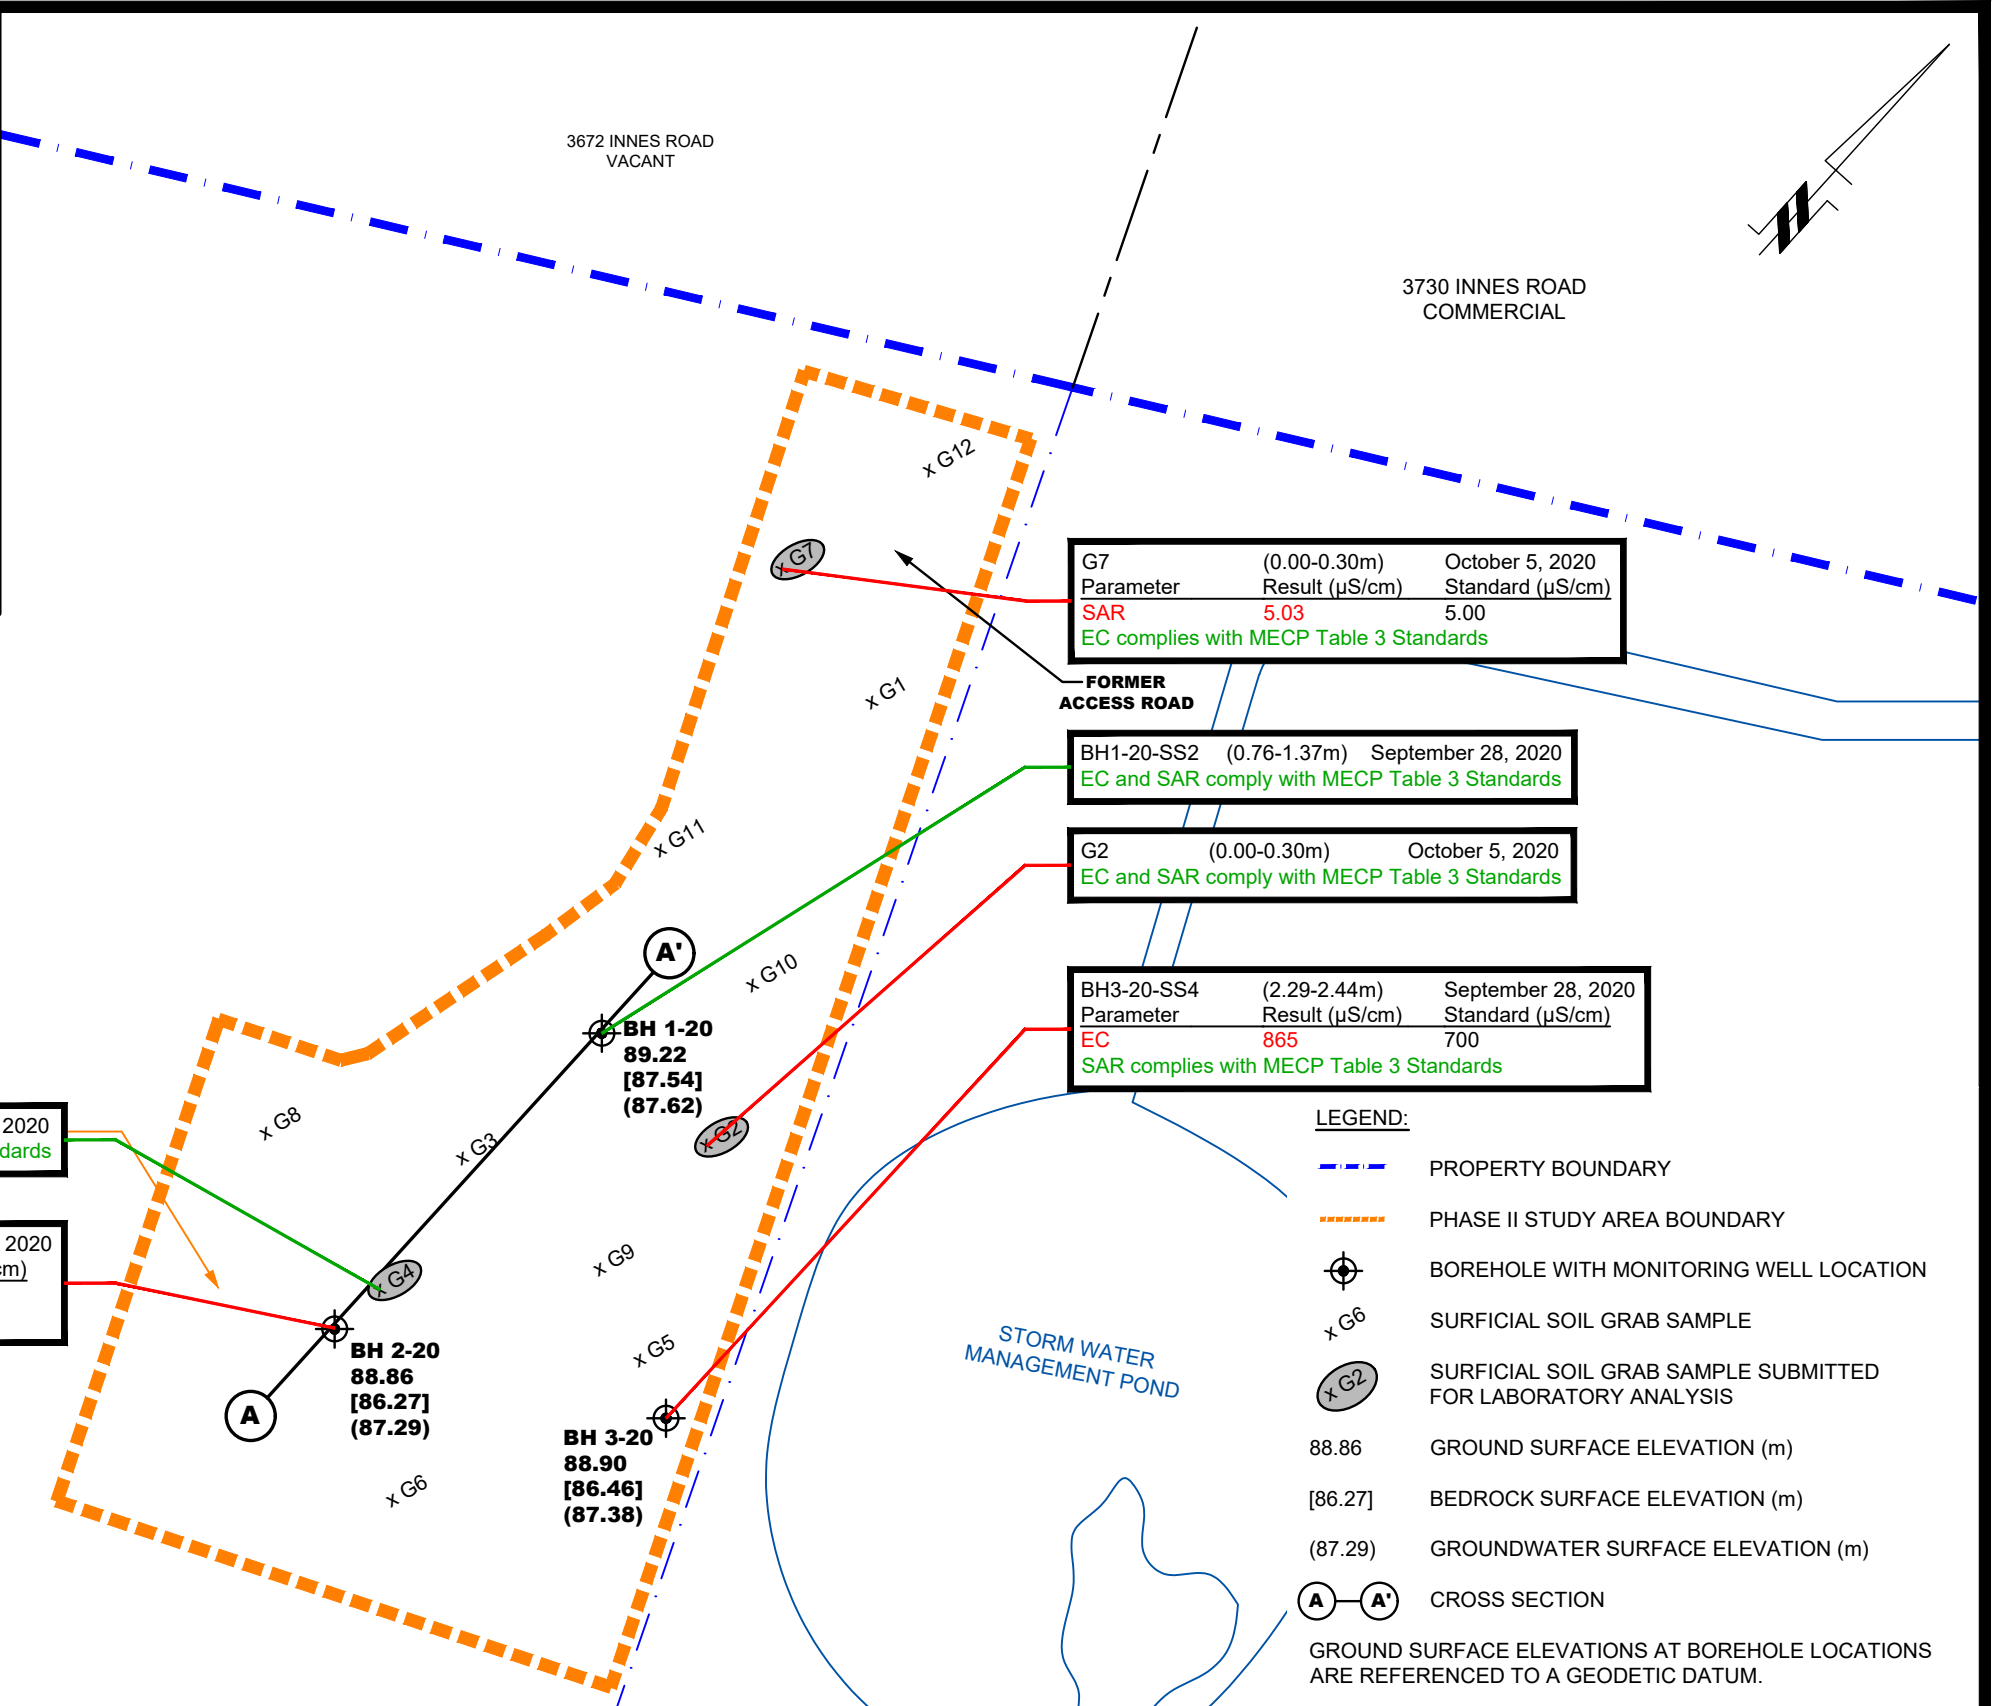 3672 INNES ROAD
VACANT
3730 INNES ROAD
COMMERCIAL
x G12
x G7
G7 (0.00-0.30m) October 5, 2020
Parameter Result (µS/cm) Standard (µS/cm)
SAR 5.03 5.00
EC complies with MECP Table 3 Standards
FORMER
ACCESS ROAD
x G1
BH1-20-SS2 (0.76-1.37m) September 28, 2020
EC and SAR comply with MECP Table 3 Standards
x G11
G2 (0.00-0.30m) October 5, 2020
EC and SAR comply with MECP Table 3 Standards
A'
x G10
BH3-20-SS4 (2.29-2.44m) September 28, 2020
Parameter Result (µS/cm) Standard (µS/cm)
EC 865 700
SAR complies with MECP Table 3 Standards
BH 1-20
89.22
[87.54]
(87.62)
x G8
x G3
x G2
2020
dards
2020
cm)
x G9
x G4
BH 2-20
88.86
[86.27]
(87.29)
A
x G5
x G6
BH 3-20
88.90
[86.46]
(87.38)
STORM WATER
MANAGEMENT POND
LEGEND:
PROPERTY BOUNDARY
PHASE II STUDY AREA BOUNDARY
BOREHOLE WITH MONITORING WELL LOCATION
x G6 SURFICIAL SOIL GRAB SAMPLE
x G2 SURFICIAL SOIL GRAB SAMPLE SUBMITTED
FOR LABORATORY ANALYSIS
88.86 GROUND SURFACE ELEVATION (m)
[86.27] BEDROCK SURFACE ELEVATION (m)
(87.29) GROUNDWATER SURFACE ELEVATION (m)
A A' CROSS SECTION
GROUND SURFACE ELEVATIONS AT BOREHOLE LOCATIONS
ARE REFERENCED TO A GEODETIC DATUM.